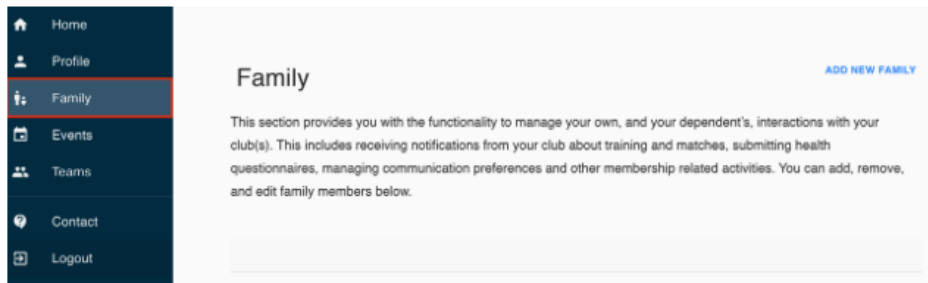 Home
Profile
Family
Events
Teams
Contact
Logout
Family
ADD NEW FAMILY
This section provides you with the functionality to manage your own, and your dependent's, interactions with your
club(s). This includes receiving notifications from your club about training and matches, submitting health
questionnaires, managing communication preferences and other membership related activities. You can add, remove,
and edit family members below.